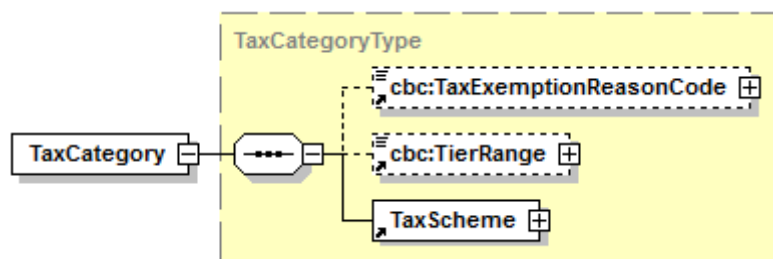 TaxCategoryType
cbc:TaxExemptionReasonCode
TaxCategory
cbc:TierRange
TaxScheme